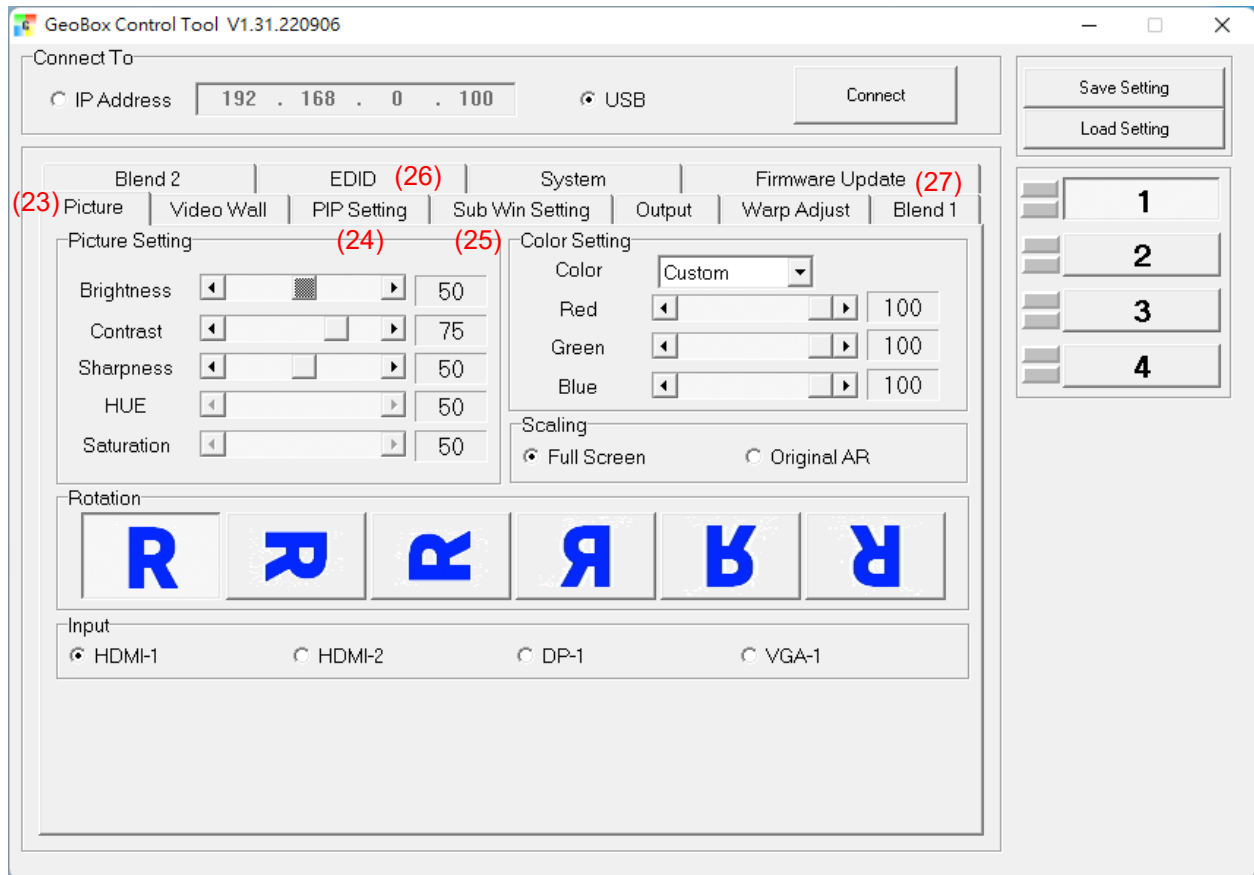 GeoBox Control Tool V1.31.220906
Connect To
IP Address 192 . 168 . 0 . 100 USB Connect
Save Setting
Load Setting
Blend 2 EDID (26) System Firmware Update (27)
(23) Picture Video Wall PIP Setting Sub Win Setting Output Warp Adjust Blend 1
(24) (25)
Picture Setting
Brightness 50
Contrast 75
Sharpness 50
HUE 50
Saturation 50
Color Setting
Color Custom
Red 100
Green 100
Blue 100
Scaling
Full Screen Original AR
Rotation
R R R R R R
Input
HDMI-1 HDMI-2 DP-1 VGA-1
1
2
3
4